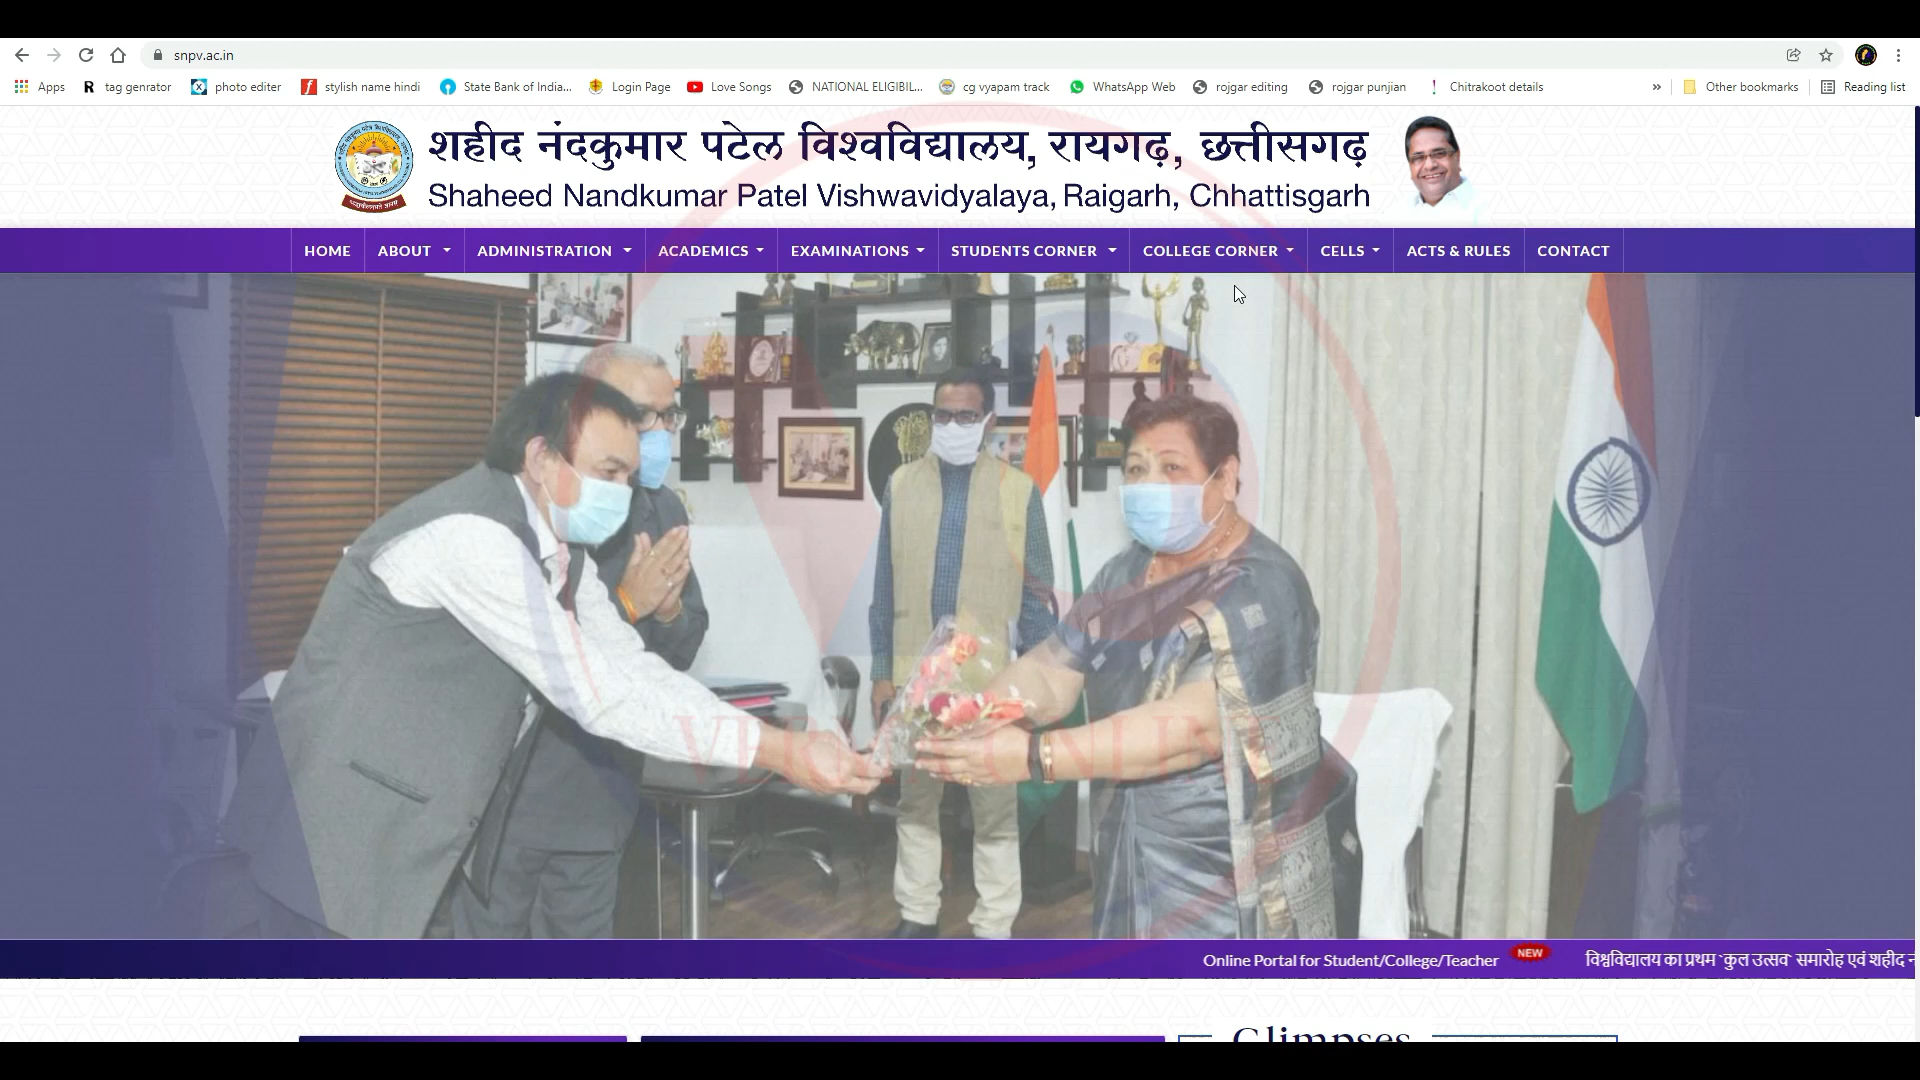 snpv.ac.in
Apps tag genrator photo editer stylish name hindi State Bank of India... Login Page Love Songs NATIONAL ELIGIBIL... cg vyapam track WhatsApp Web rojgar editing rojgar punjian Chitrakoot details » Other bookmarks Reading list
शहीद नंदकुमार पटेल विश्वविद्यालय, रायगढ़, छत्तीसगढ़
Shaheed Nandkumar Patel Vishwavidyalaya, Raigarh, Chhattisgarh
HOME ABOUT ADMINISTRATION ACADEMICS EXAMINATIONS STUDENTS CORNER COLLEGE CORNER CELLS ACTS & RULES CONTACT
Online Portal for Student/College/Teacher NEW विश्वविद्यालय का प्रथम `कुल उत्सव` समारोह एवं शहीद न
Glimpses